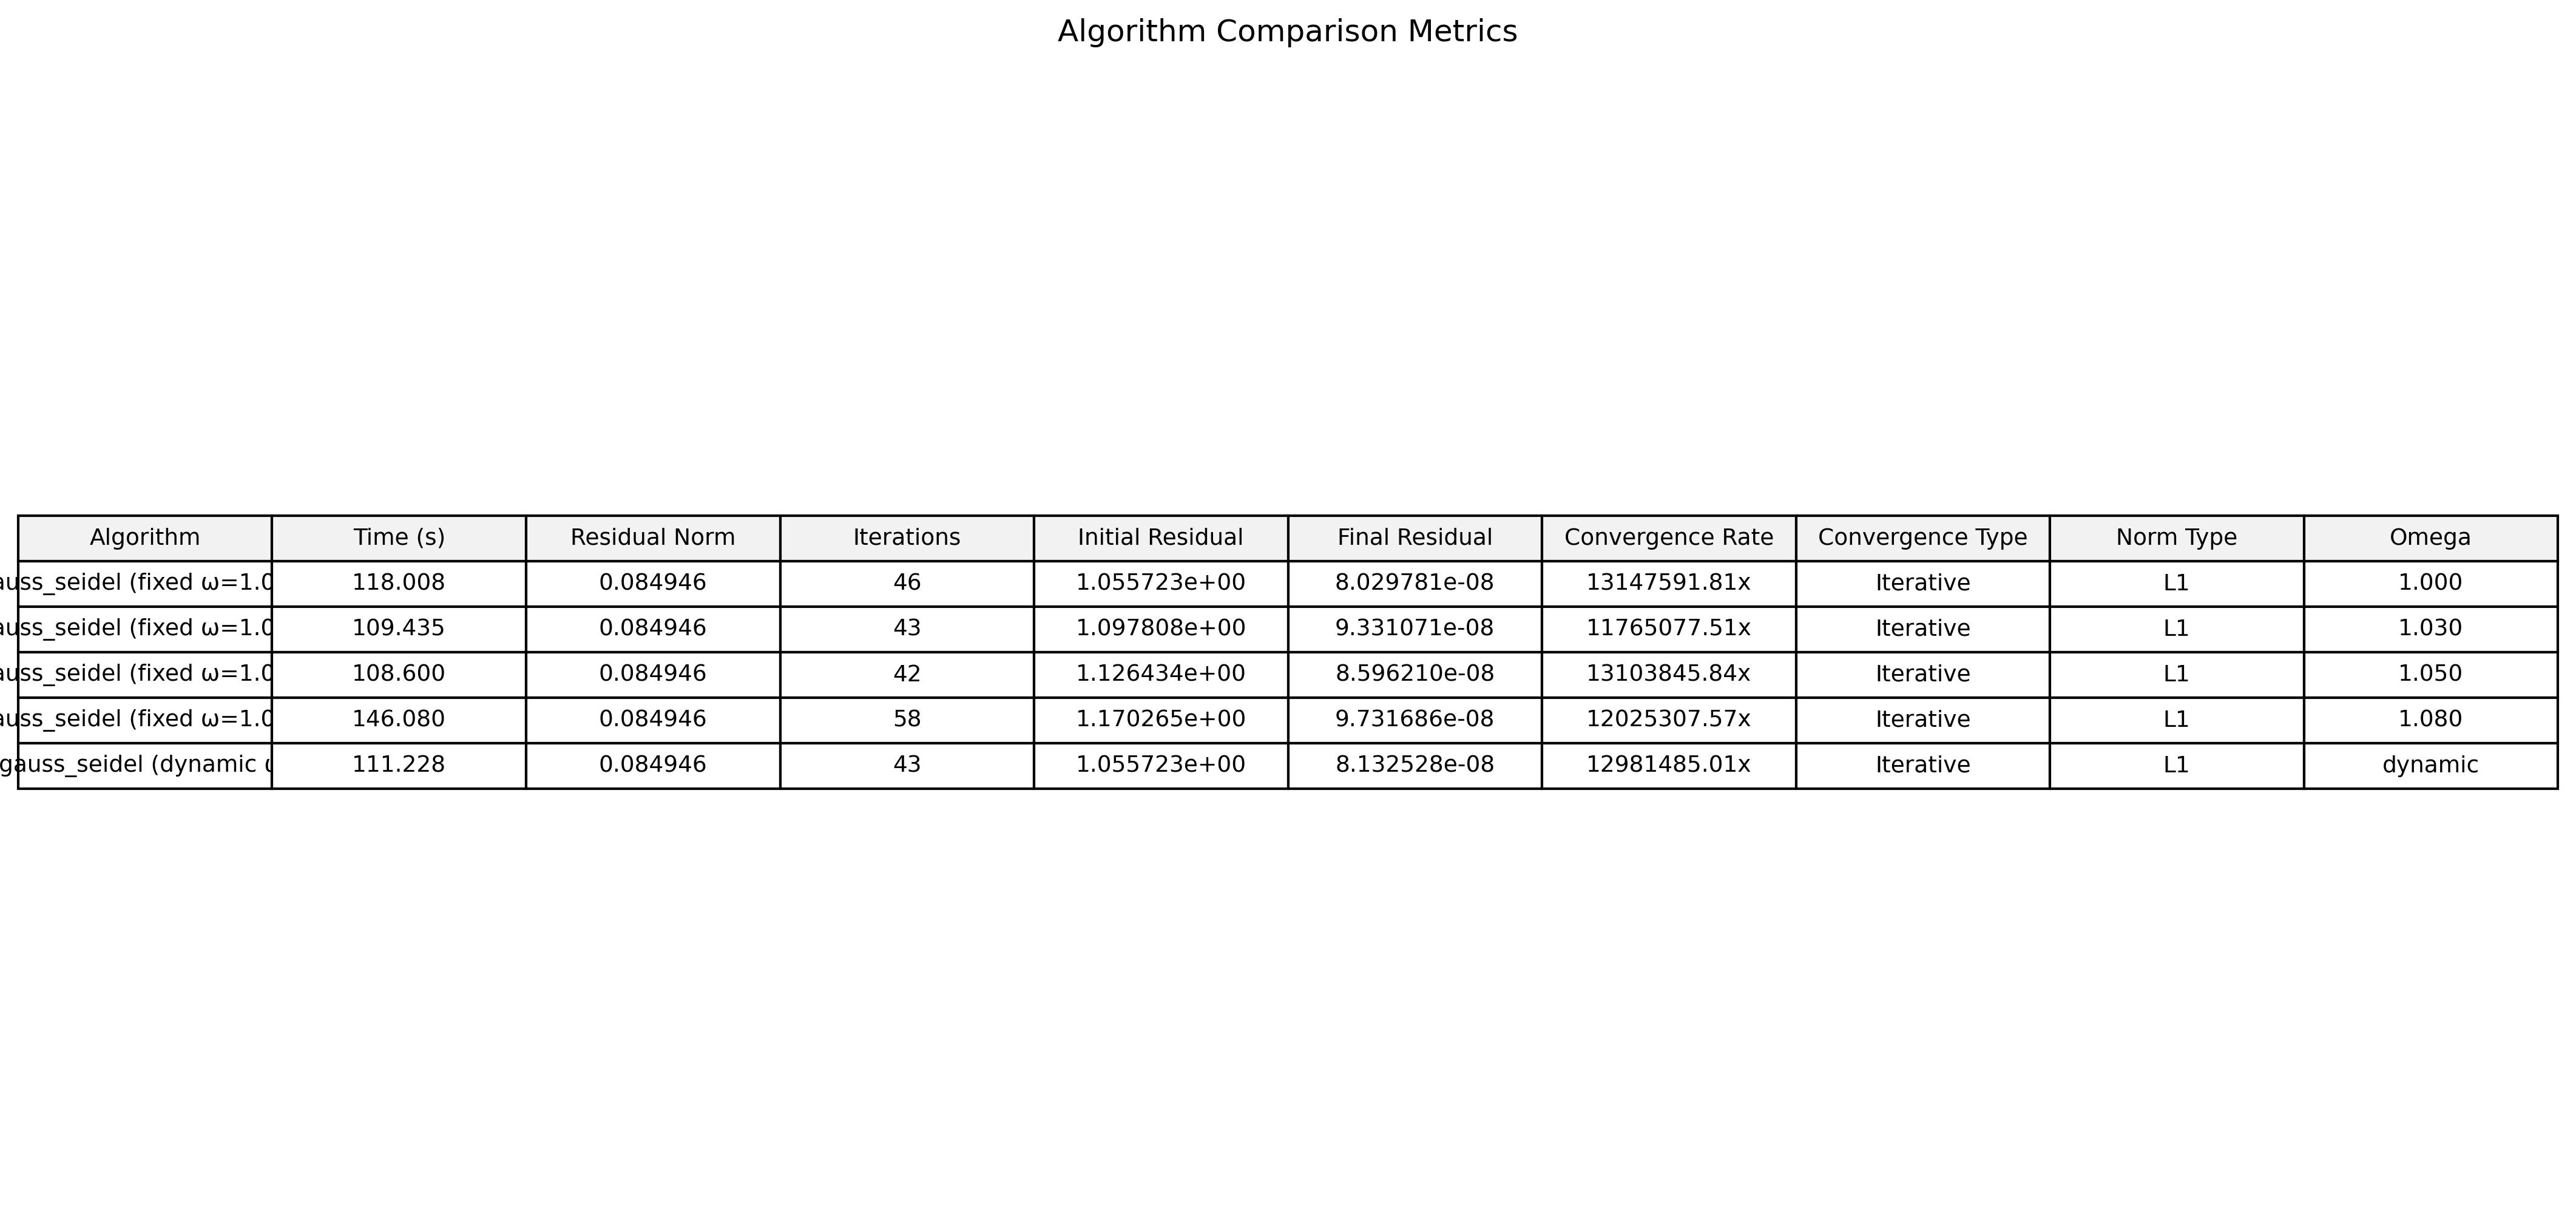 Algorithm Comparison Metrics
Algorithm Time (s) Residual Norm Iterations Initial Residual Final Residual Convergence Rate Convergence Type Norm Type Omega
auss_seidel (fixed ω=1.0 118.008 0.084946 46 1.055723e+00 8.029781e-08 13147591.81x Iterative L1 1.000
auss_seidel (fixed ω=1.0 109.435 0.084946 43 1.097808e+00 9.331071e-08 11765077.51x Iterative L1 1.030
auss_seidel (fixed ω=1.0 108.600 0.084946 42 1.126434e+00 8.596210e-08 13103845.84x Iterative L1 1.050
auss_seidel (fixed ω=1.0 146.080 0.084946 58 1.170265e+00 9.731686e-08 12025307.57x Iterative L1 1.080
gauss_seidel (dynamic 111.228 0.084946 43 1.055723e+00 8.132528e-08 12981485.01x Iterative L1 dynamic